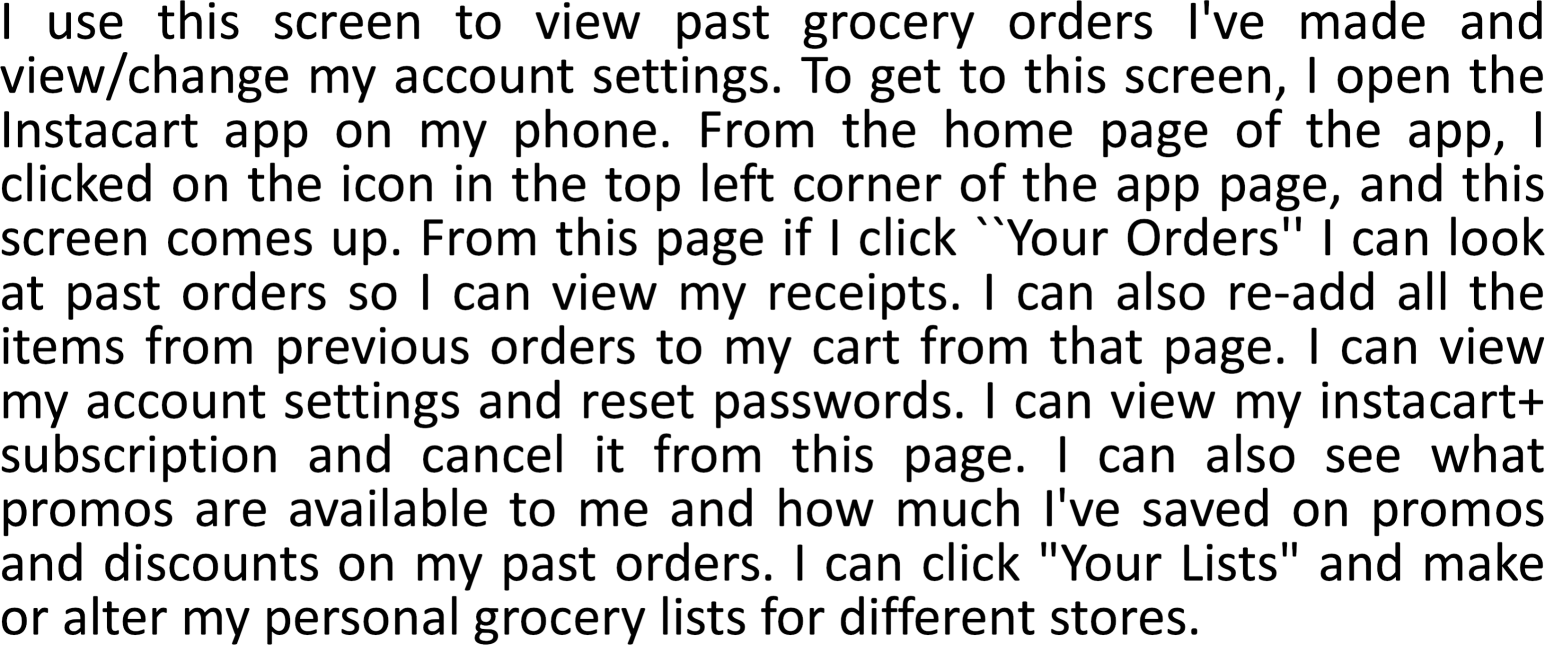 I use this screen to view past grocery orders I've made and
view/change my account settings. To get to this screen, I open the
Instacart app on my phone. From the home page of the app, I
clicked on the icon in the top left corner of the app page, and this
screen comes up. From this page if I click ``Your Orders'' I can look
at past orders so I can view my receipts. I can also re-add all the
items from previous orders to my cart from that page. I can view
my account settings and reset passwords. I can view my instacart+
subscription and cancel it from this page. I can also see what
promos are available to me and how much I've saved on promos
and discounts on my past orders. I can click "Your Lists" and make
or alter my personal grocery lists for different stores.